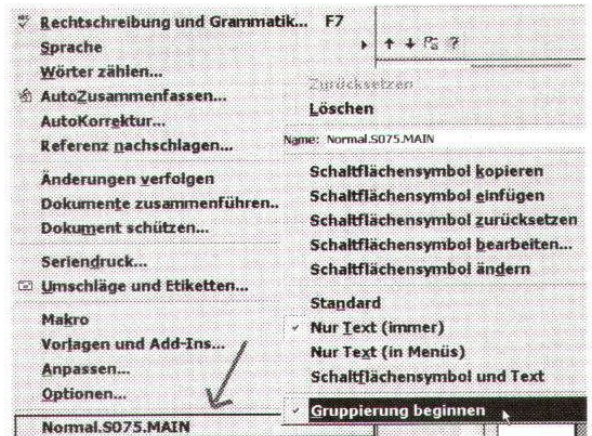 Rechtschreibung und Grammatik... F7
Sprache
Wörter zählen...
AutoZusammenfassen...
AutoKorrektur...
Referenz nachschlagen...
Änderungen verfolgen
Dokumente zusammenführen..
Dokument schützen...
Seriendruck...
Umschläge und Etiketten...
Makro
Vorlagen und Add-Ins...
Anpassen...
Optionen...
Normal.S075.MAIN
?
Zurücksetzen
Löschen
Name: Normal.S075.MAIN
Schaltflächensymbol kopieren
Schaltflächensymbol einfügen
Schaltflächensymbol zurücksetzen
Schaltflächensymbol bearbeiten...
Schaltflächensymbol ändern
Standard
Nur Text (immer)
Nur Text (in Menüs)
Schaltflächensymbol und Text
Gruppierung beginnen